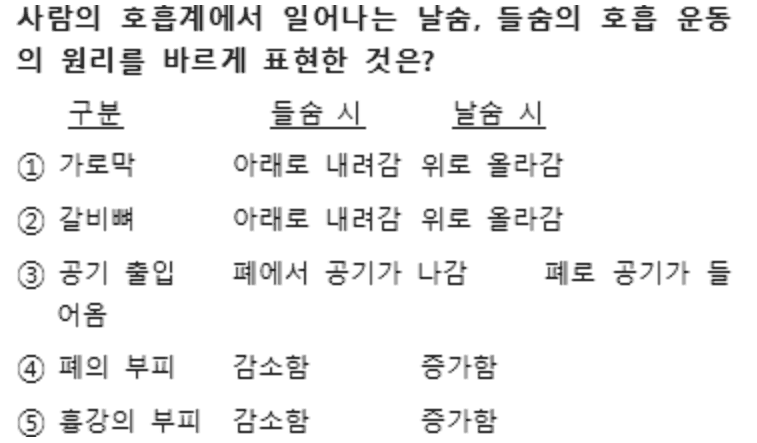 사람의 호흡계에서 일어나는 날숨, 들숨의 호흡 운동
의 원리를 바르게 표현한 것은?
구분 들숨 시 날숨 시
① 가로막 아래로 내려감 위로 올라감
② 갈비뼈 아래로 내려감 위로 올라감
③ 공기 출입 폐에서 공기가 나감 폐로 공기가 들
어옴
④ 폐의 부피 감소함 증가함
⑤ 흉강의 부피 감소함 증가함